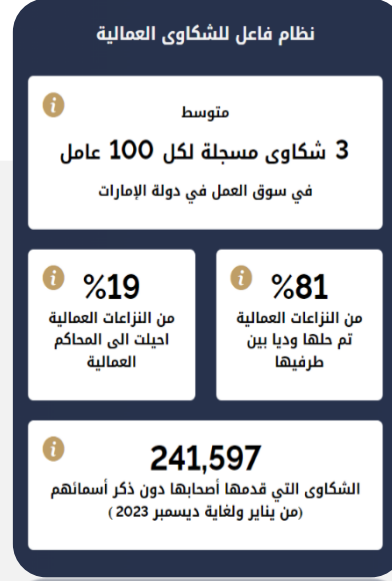 نظام فاعل للشكاوى العمالية
متوسط
3 شكاوى مسجلة لكل 100 عامل
في سوق العمل في دولة الإمارات
%81
من النزاعات العمالية
تم حلها وديا بين
طرفيها
%19
من النزاعات العمالية
احيلت الى المحاكم
العمالية
241,597
الشكاوى التي قدمها أصحابها دون ذكر أسمائهم
(من يناير ولغاية ديسمبر 2023)